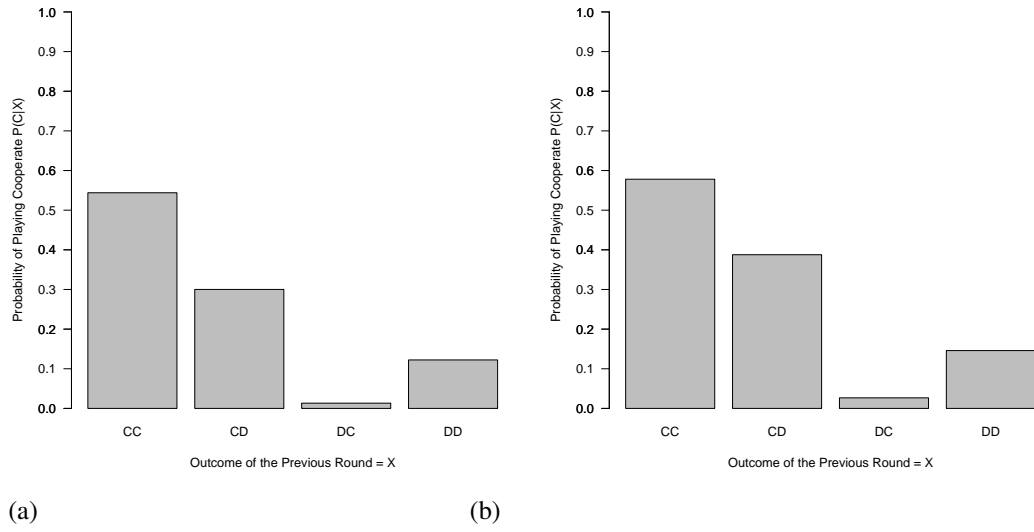 Probability of Playing Cooperate P(C|X)
1.0
0.9
0.8
0.7
0.6
0.5
0.4
0.3
0.2
0.1
0.0
CC CD DC DD
Outcome of the Previous Round = X
(a)
Probability of Playing Cooperate P(C|X)
1.0
0.9
0.8
0.7
0.6
0.5
0.4
0.3
0.2
0.1
0.0
CC CD DC DD
Outcome of the Previous Round = X
(b)